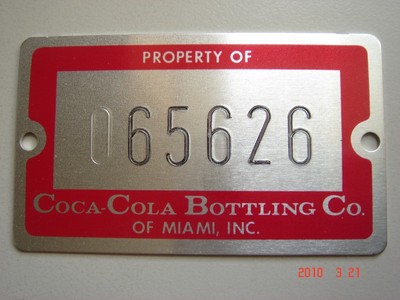 PROPERTY OF
065626
COCA-COLA BOTTLING CO.
OF MIAMI, INC.
2010 3.21